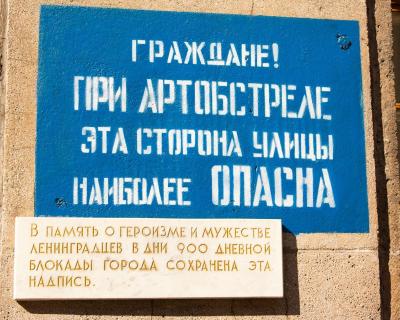 ГРАЖДАНЕ!
ПРИ АРТОБСТРЕЛЕ
ЭТА СТОРОНА УЛИЦЫ
НАИБОЛЕЕ ОПАСНА
В ПАМЯТЬ О ГЕРОИЗМЕ И МУЖЕСТВЕ
ЛЕНИНГРАДЦЕВ В ДНИ 900 ДНЕВНОЙ
БЛОКАДЫ ГОРОДА СОХРАНЕНА ЭТА
НАДПИСЬ.